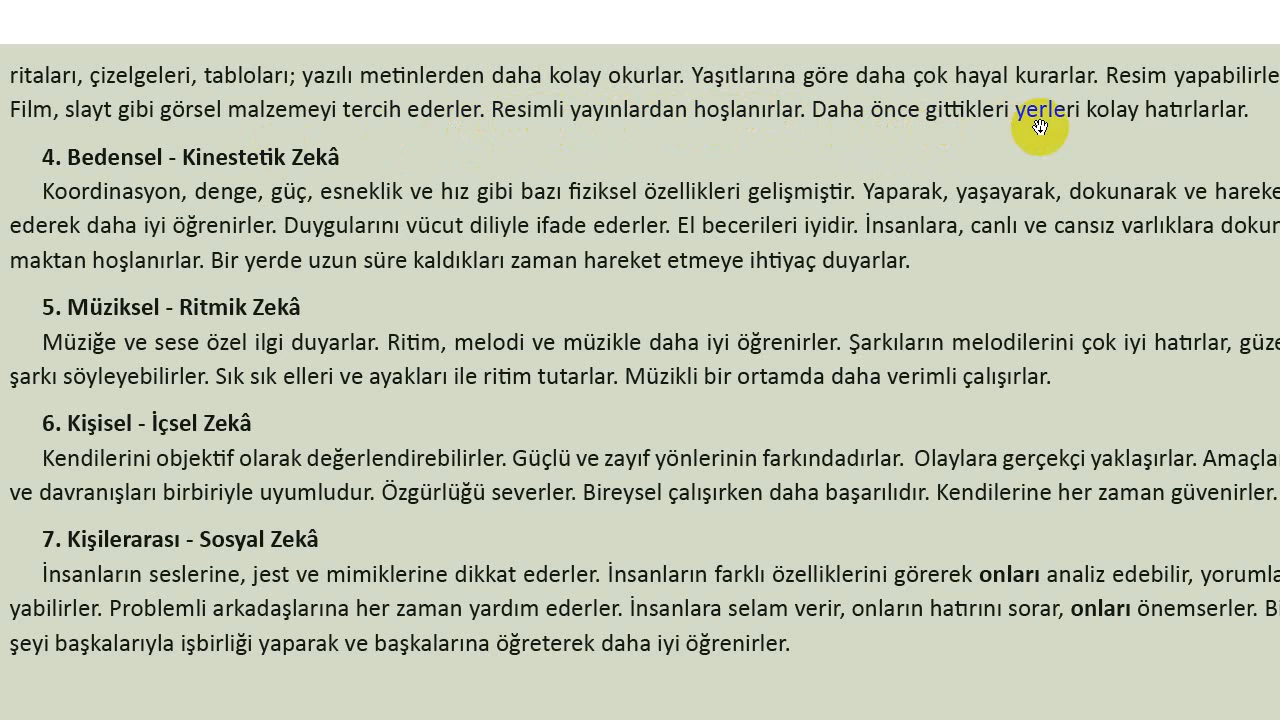 ritaları, çizelgeleri, tabloları; yazılı metinlerden daha kolay okurlar. Yaşıtlarına göre daha çok hayal kurarlar. Resim yapabilirle
Film, slayt gibi görsel malzemeyi tercih ederler. Resimli yayınlardan hoşlanırlar. Daha önce gittikleri yerleri kolay hatırlarlar.
4. Bedensel - Kinestetik Zekâ
Koordinasyon, denge, güç, esneklik ve hız gibi bazı fiziksel özellikleri gelişmiştir. Yaparak, yaşayarak, dokunarak ve hareke
ederek daha iyi öğrenirler. Duygularını vücut diliyle ifade ederler. El becerileri iyidir. İnsanlara, canlı ve cansız varlıklara dokun
maktan hoşlanırlar. Bir yerde uzun süre kaldıkları zaman hareket etmeye ihtiyaç duyarlar.
5. Müziksel - Ritmik Zekâ
Müziğe ve sese özel ilgi duyarlar. Ritim, melodi ve müzikle daha iyi öğrenirler. Şarkıların melodilerini çok iyi hatırlar, güze
şarkı söyleyebilirler. Sık sık elleri ve ayakları ile ritim tutarlar. Müzikli bir ortamda daha verimli çalışırlar.
6. Kişisel - İçsel Zekâ
Kendilerini objektif olarak değerlendirebilirler. Güçlü ve zayıf yönlerinin farkındadırlar. Olaylara gerçekçi yaklaşırlar. Amaçlar
ve davranışları birbiriyle uyumludur. Özgürlüğü severler. Bireysel çalışırken daha başarılıdır. Kendilerine her zaman güvenirler.
7. Kişilerarası - Sosyal Zekâ
İnsanların seslerine, jest ve mimiklerine dikkat ederler. İnsanların farklı özelliklerini görerek onları analiz edebilir, yorumla
yabilirler. Problemli arkadaşlarına her zaman yardım ederler. İnsanlara selam verir, onların hatırını sorar, onları önemserler. Bi
şeyi başkalarıyla işbirliği yaparak ve başkalarına öğreterek daha iyi öğrenirler.